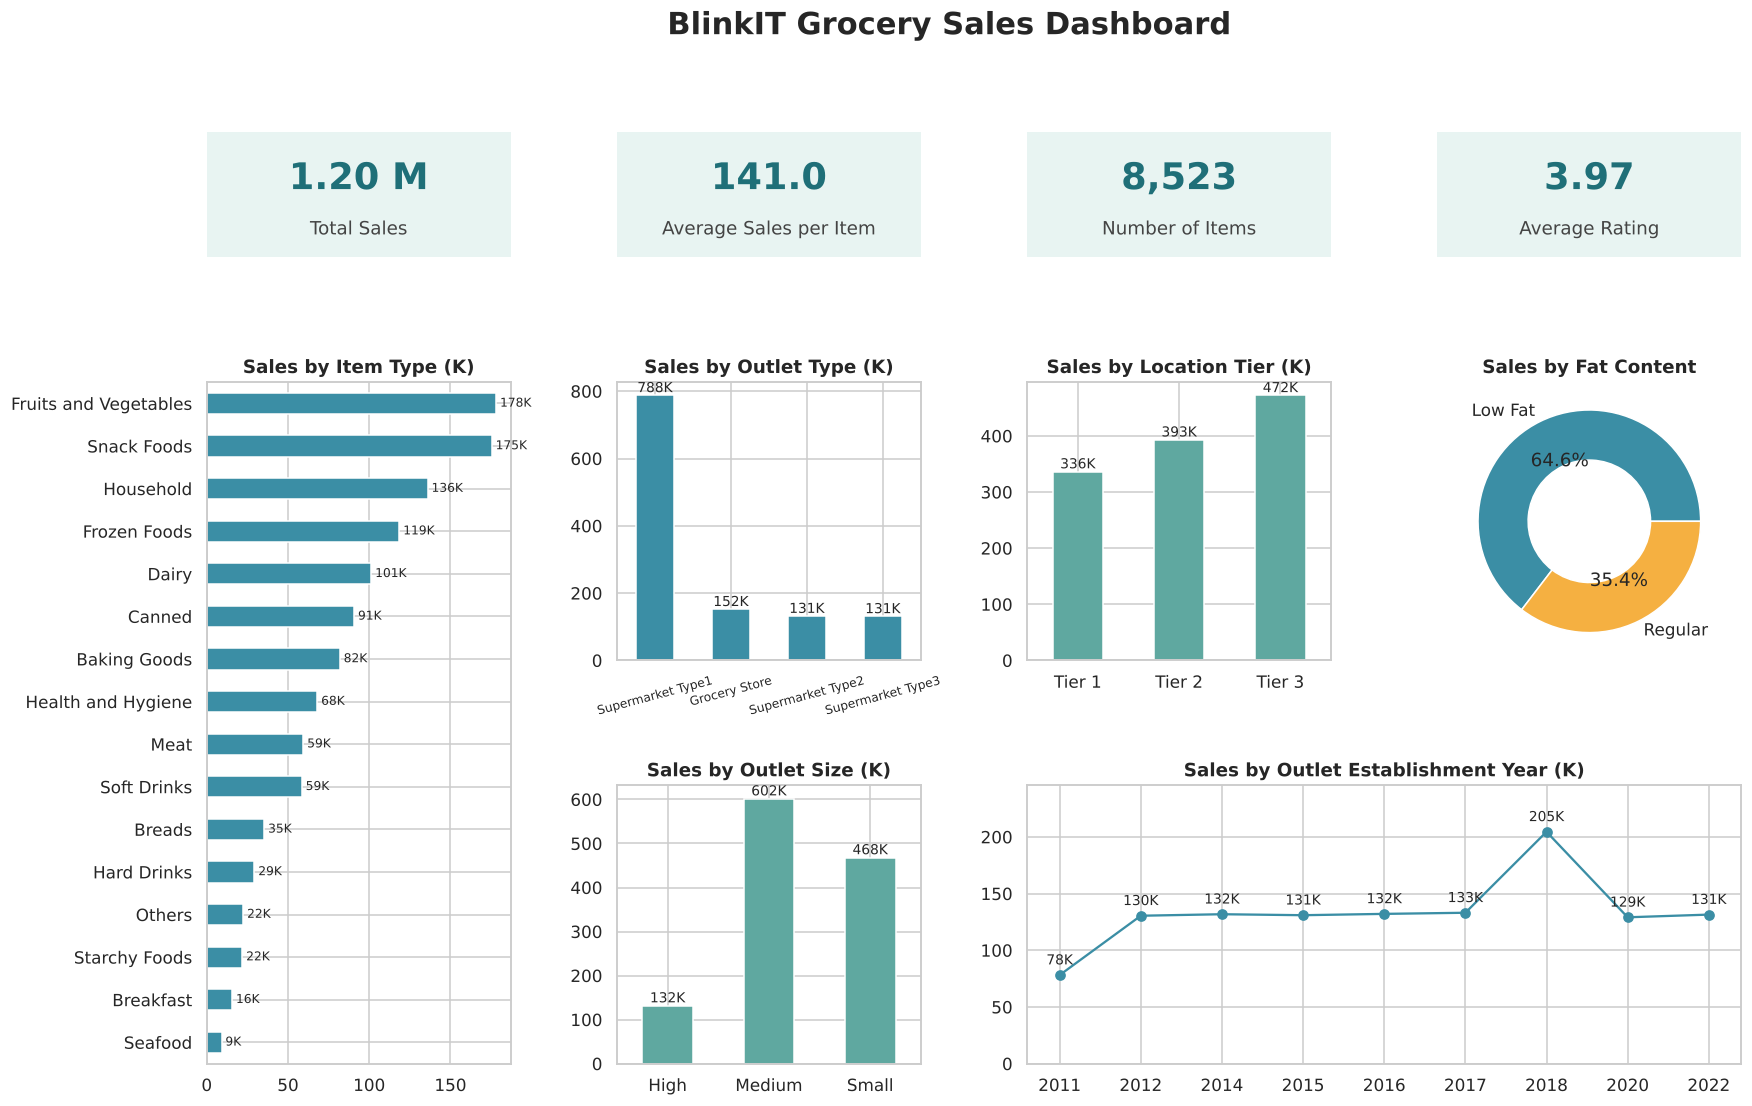 BlinkIT Grocery Sales Dashboard
1.20 M
Total Sales
141.0
Average Sales per Item
8,523
Number of Items
3.97
Average Rating
Sales by Item Type (K)
Fruits and Vegetables
178K
Snack Foods
175K
Household
136K
Frozen Foods
119K
Dairy
101K
Canned
91K
Baking Goods
82K
Health and Hygiene
68K
Meat
59K
Soft Drinks
59K
Breads
35K
Hard Drinks
29K
Others
22K
Starchy Foods
22K
Breakfast
16K
Seafood
9K
0 50 100 150
Sales by Outlet Type (K)
800
600
400
200
0
788K
152K
131K
131K
Supermarket Type1
Grocery Store
Supermarket Type2
Supermarket Type3
Sales by Location Tier (K)
400
300
200
100
0
336K
393K
472K
Tier 1 Tier 2 Tier 3
Sales by Fat Content
Low Fat
64.6%
35.4%
Regular
Sales by Outlet Size (K)
600
500
400
300
200
100
0
132K
602K
468K
High Medium Small
Sales by Outlet Establishment Year (K)
200
150
100
50
0
78K
130K
132K
131K
132K
133K
205K
129K
131K
2011 2012 2014 2015 2016 2017 2018 2020 2022